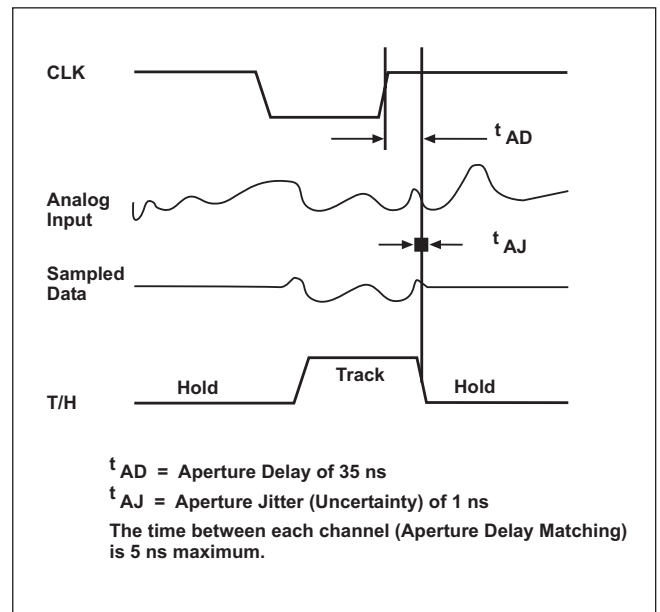 CLK
t AD
Analog
Input
t AJ
Sampled
Data
Hold
Track
Hold
T/H
t AD = Aperture Delay of 35 ns
t AJ = Aperture Jitter (Uncertainty) of 1 ns
The time between each channel (Aperture Delay Matching)
is 5 ns maximum.